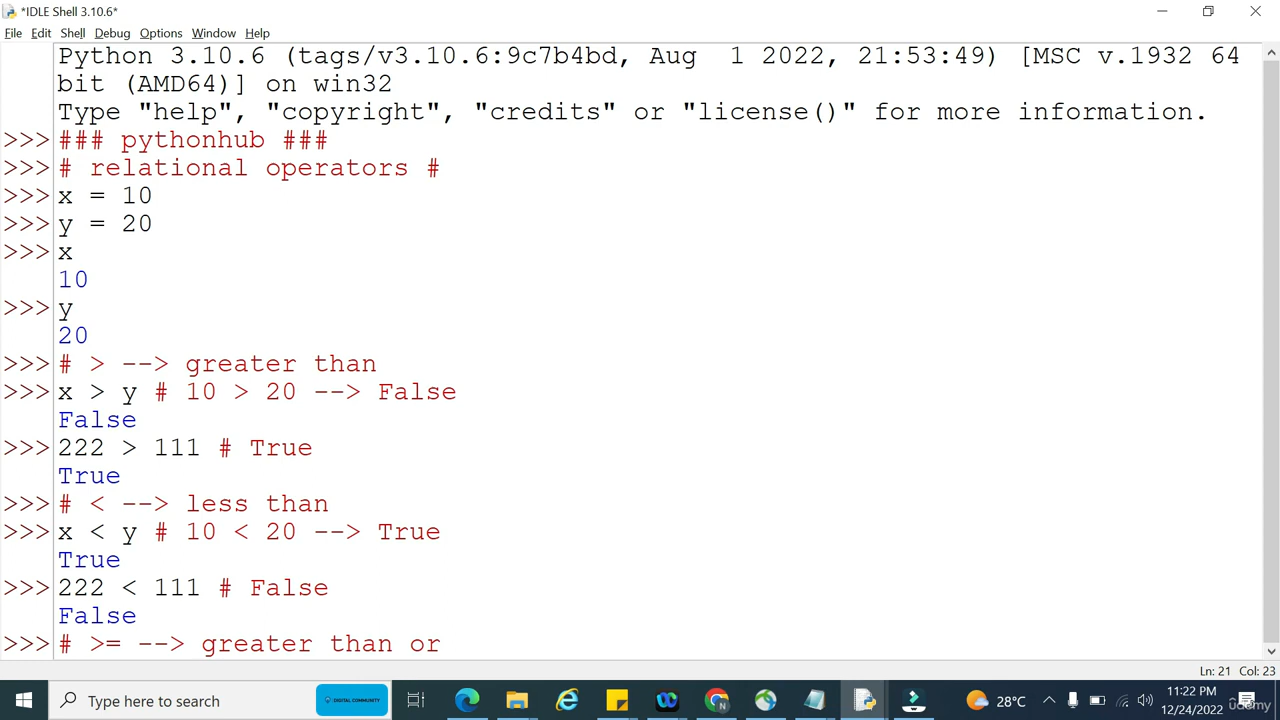 *IDLE Shell 3.10.6*
File Edit Shell Debug Options Window Help
Python 3.10.6 (tags/v3.10.6:9c7b4bd, Aug  1 2022, 21:53:49) [MSC v.1932 64
bit (AMD64)] on win32
Type "help", "copyright", "credits" or "license()" for more information.
>>> ### pythonhub ###
>>> # relational operators #
>>> x = 10
>>> y = 20
>>> x
10
>>> y
20
>>> # > --> greater than
>>> x > y # 10 > 20 --> False
False
>>> 222 > 111 # True
True
>>> # < --> less than
>>> x < y # 10 < 20 --> True
True
>>> 222 < 111 # False
False
>>> # >= --> greater than or
Ln: 21 Col: 23
Type here to search
DIGITAL COMMUNITY
28°C
11:22 PM
12/24/2022
udemy